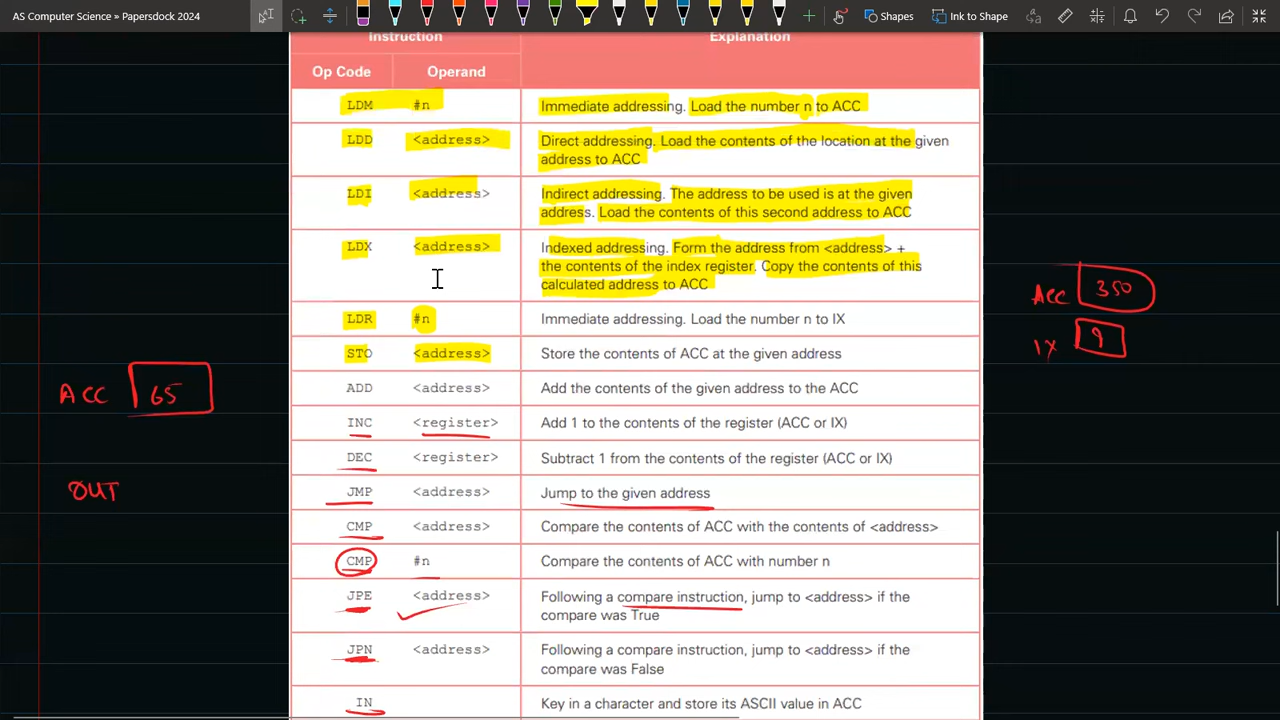 AS Computer Science » Papersdock 2024
Shapes
Ink to Shape
Instruction Explanation
Op Code Operand
LDM #n Immediate addressing. Load the number n to ACC
LDD <address> Direct addressing. Load the contents of the location at the given
address to ACC
LDI <address> Indirect addressing. The address to be used is at the given
address. Load the contents of this second address to ACC
LDX <address> Indexed addressing. Form the address from <address> +
the contents of the index register. Copy the contents of this
calculated address to ACC
LDR #n Immediate addressing. Load the number n to IX
STO <address> Store the contents of ACC at the given address
ADD <address> Add the contents of the given address to the ACC
INC <register> Add 1 to the contents of the register (ACC or IX)
DEC <register> Subtract 1 from the contents of the register (ACC or IX)
JMP <address> Jump to the given address
CMP <address> Compare the contents of ACC with the contents of <address>
CMP #n Compare the contents of ACC with number n
JPE <address> Following a compare instruction, jump to <address> if the
compare was True
JPN <address> Following a compare instruction, jump to <address> if the
compare was False
IN Key in a character and store its ASCII value in ACC
ACC 65
OUT
ACC 350
IX 9